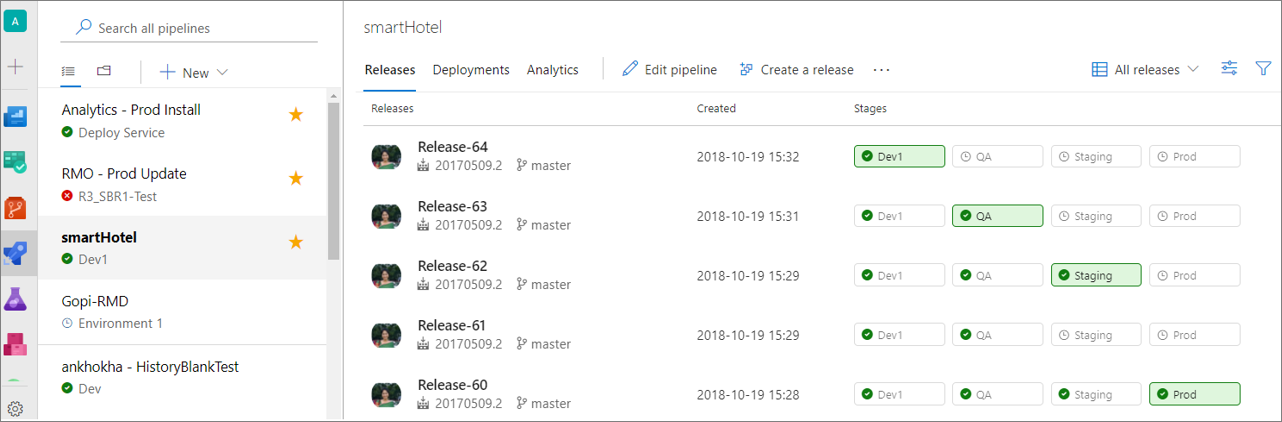 A
Search all pipelines
New
Analytics - Prod Install
Deploy Service
RMO - Prod Update
R3_SBR1-Test
smartHotel
Dev1
Gopi-RMD
Environment 1
ankhokha - HistoryBlankTest
Dev
smartHotel
Releases Deployments Analytics Edit pipeline Create a release ... All releases
Releases Created Stages
Release-64
20170509.2 master 2018-10-19 15:32 Dev1 QA Staging Prod
Release-63
20170509.2 master 2018-10-19 15:31 Dev1 QA Staging Prod
Release-62
20170509.2 master 2018-10-19 15:29 Dev1 QA Staging Prod
Release-61
20170509.2 master 2018-10-19 15:29 Dev1 QA Staging Prod
Release-60
20170509.2 master 2018-10-19 15:28 Dev1 QA Staging Prod